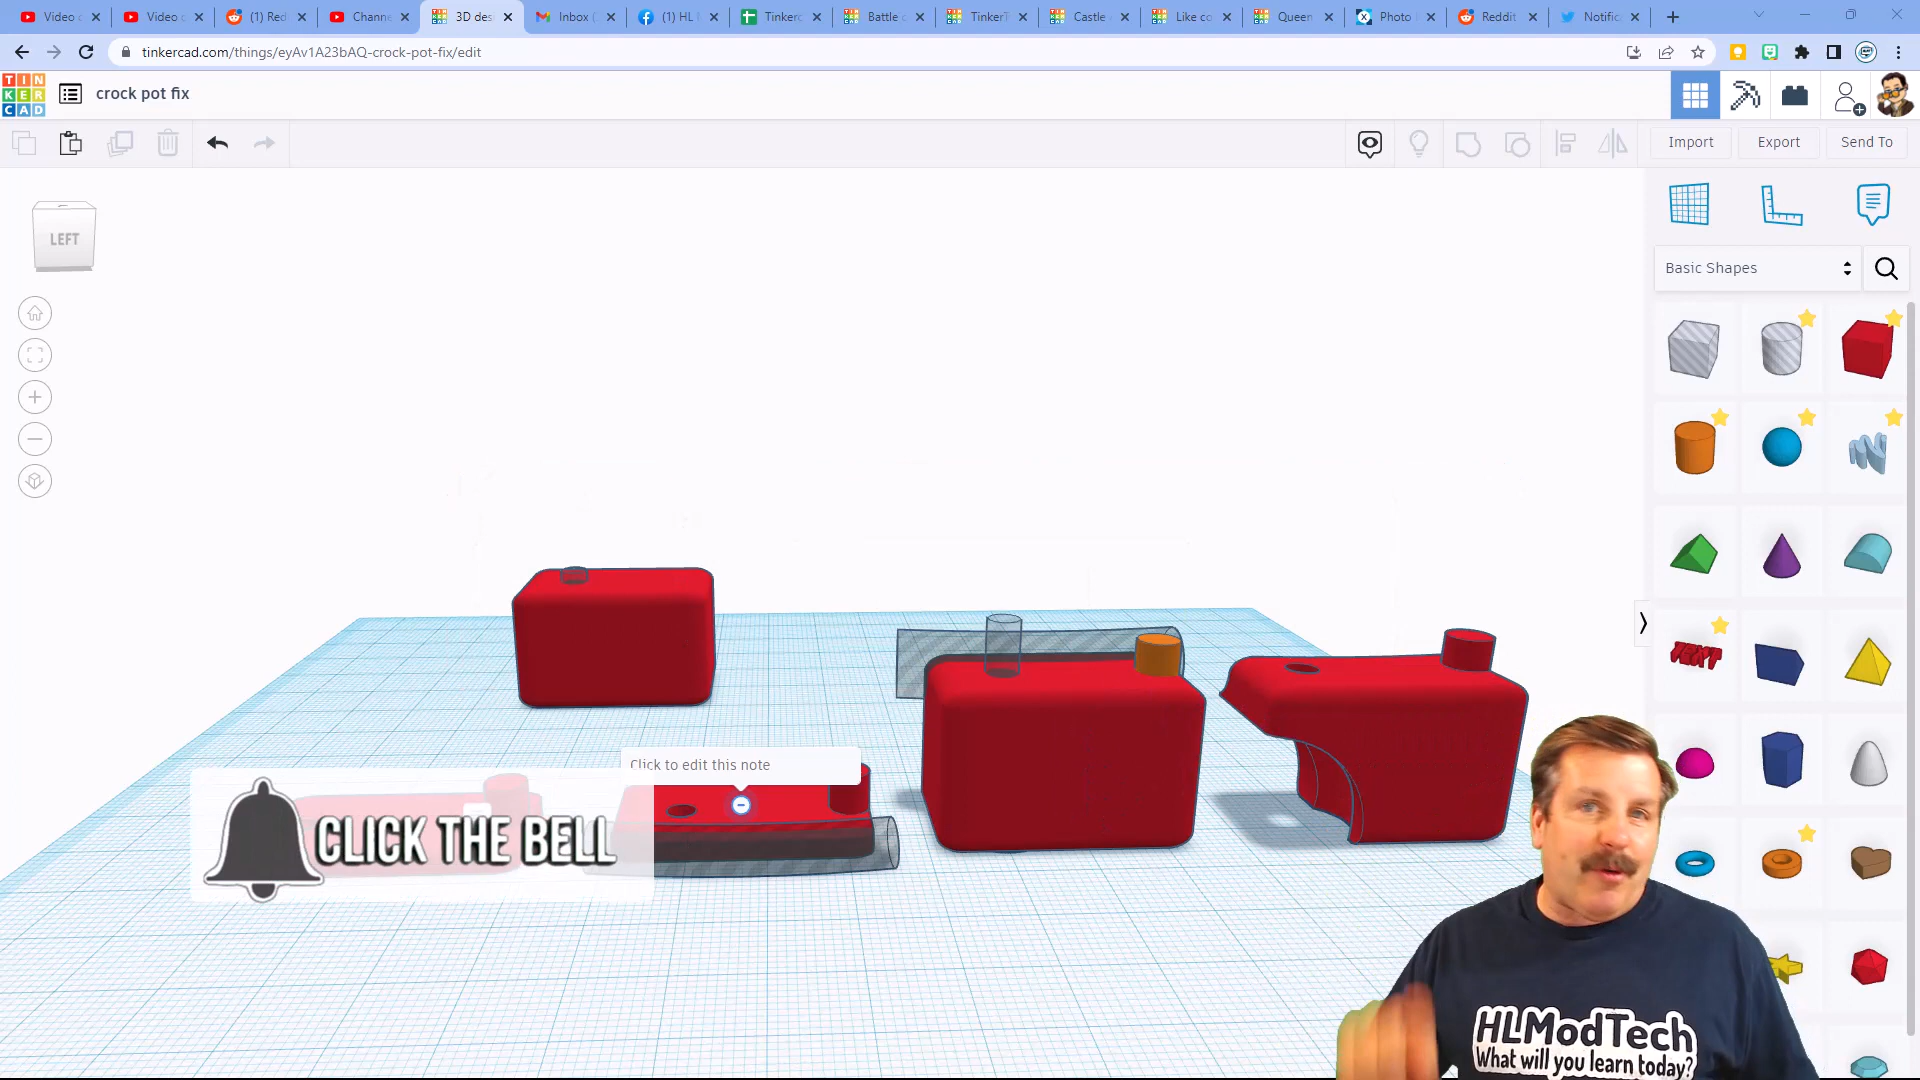 Video c
Video c
(1) Red
Channe
3D des
Inbox (
(1) HL
Tinkerc
Battle c
TinkerT
Castle
Like co
Queen
Photo
Reddit
Notific
tinkercad.com/things/eyAv1A23bAQ-crock-pot-fix/edit
TIN
KER
CAD
crock pot fix
Import
Export
Send To
LEFT
Basic Shapes
TEXT
Click to edit this note
CLICK THE BELL
HLModTech
What will you learn today?